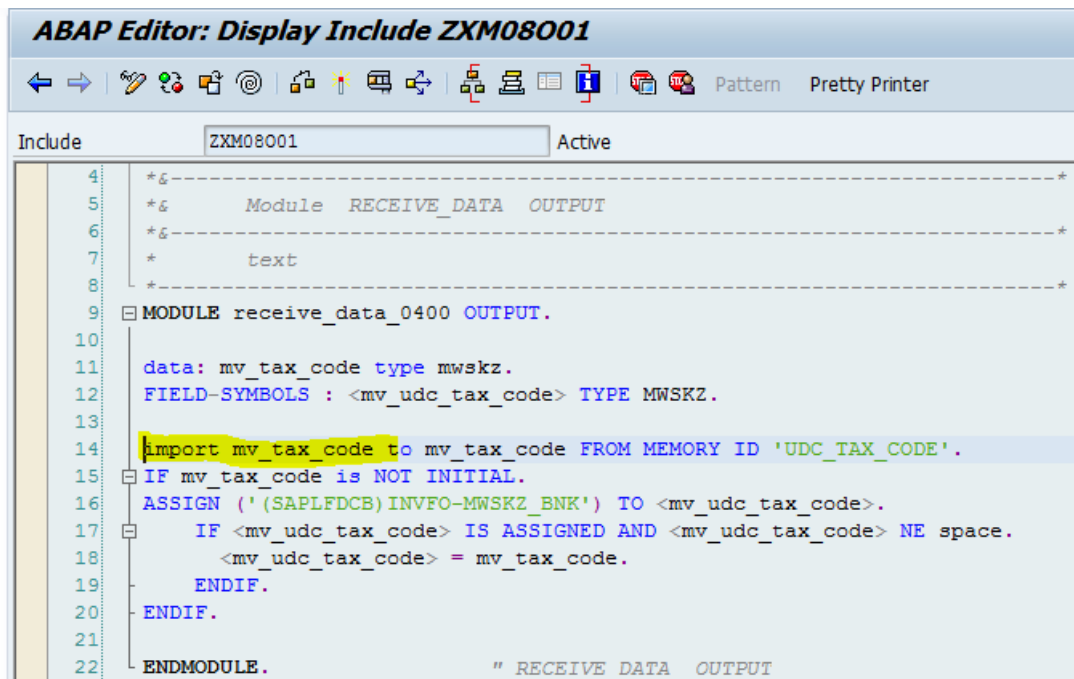 ABAP Editor: Display Include ZXM08O01
Pattern Pretty Printer
Include ZXM08O01 Active
4 *&---------------------------------------------------------------------*
5 *& Module RECEIVE_DATA OUTPUT
6 *&---------------------------------------------------------------------*
7 * text
8 *----------------------------------------------------------------------*
9 MODULE receive_data_0400 OUTPUT.
10
11 data: mv_tax_code type mwskz.
12 FIELD-SYMBOLS : <mv_udc_tax_code> TYPE MWSKZ.
13
14 import mv_tax_code to mv_tax_code FROM MEMORY ID 'UDC_TAX_CODE'.
15 IF mv_tax_code is NOT INITIAL.
16 ASSIGN ('(SAPLFDCB)INVFO-MWSKZ_BNK') TO <mv_udc_tax_code>.
17 IF <mv_udc_tax_code> IS ASSIGNED AND <mv_udc_tax_code> NE space.
18 <mv_udc_tax_code> = mv_tax_code.
19 ENDIF.
20 ENDIF.
21
22 ENDMODULE. " RECEIVE_DATA OUTPUT